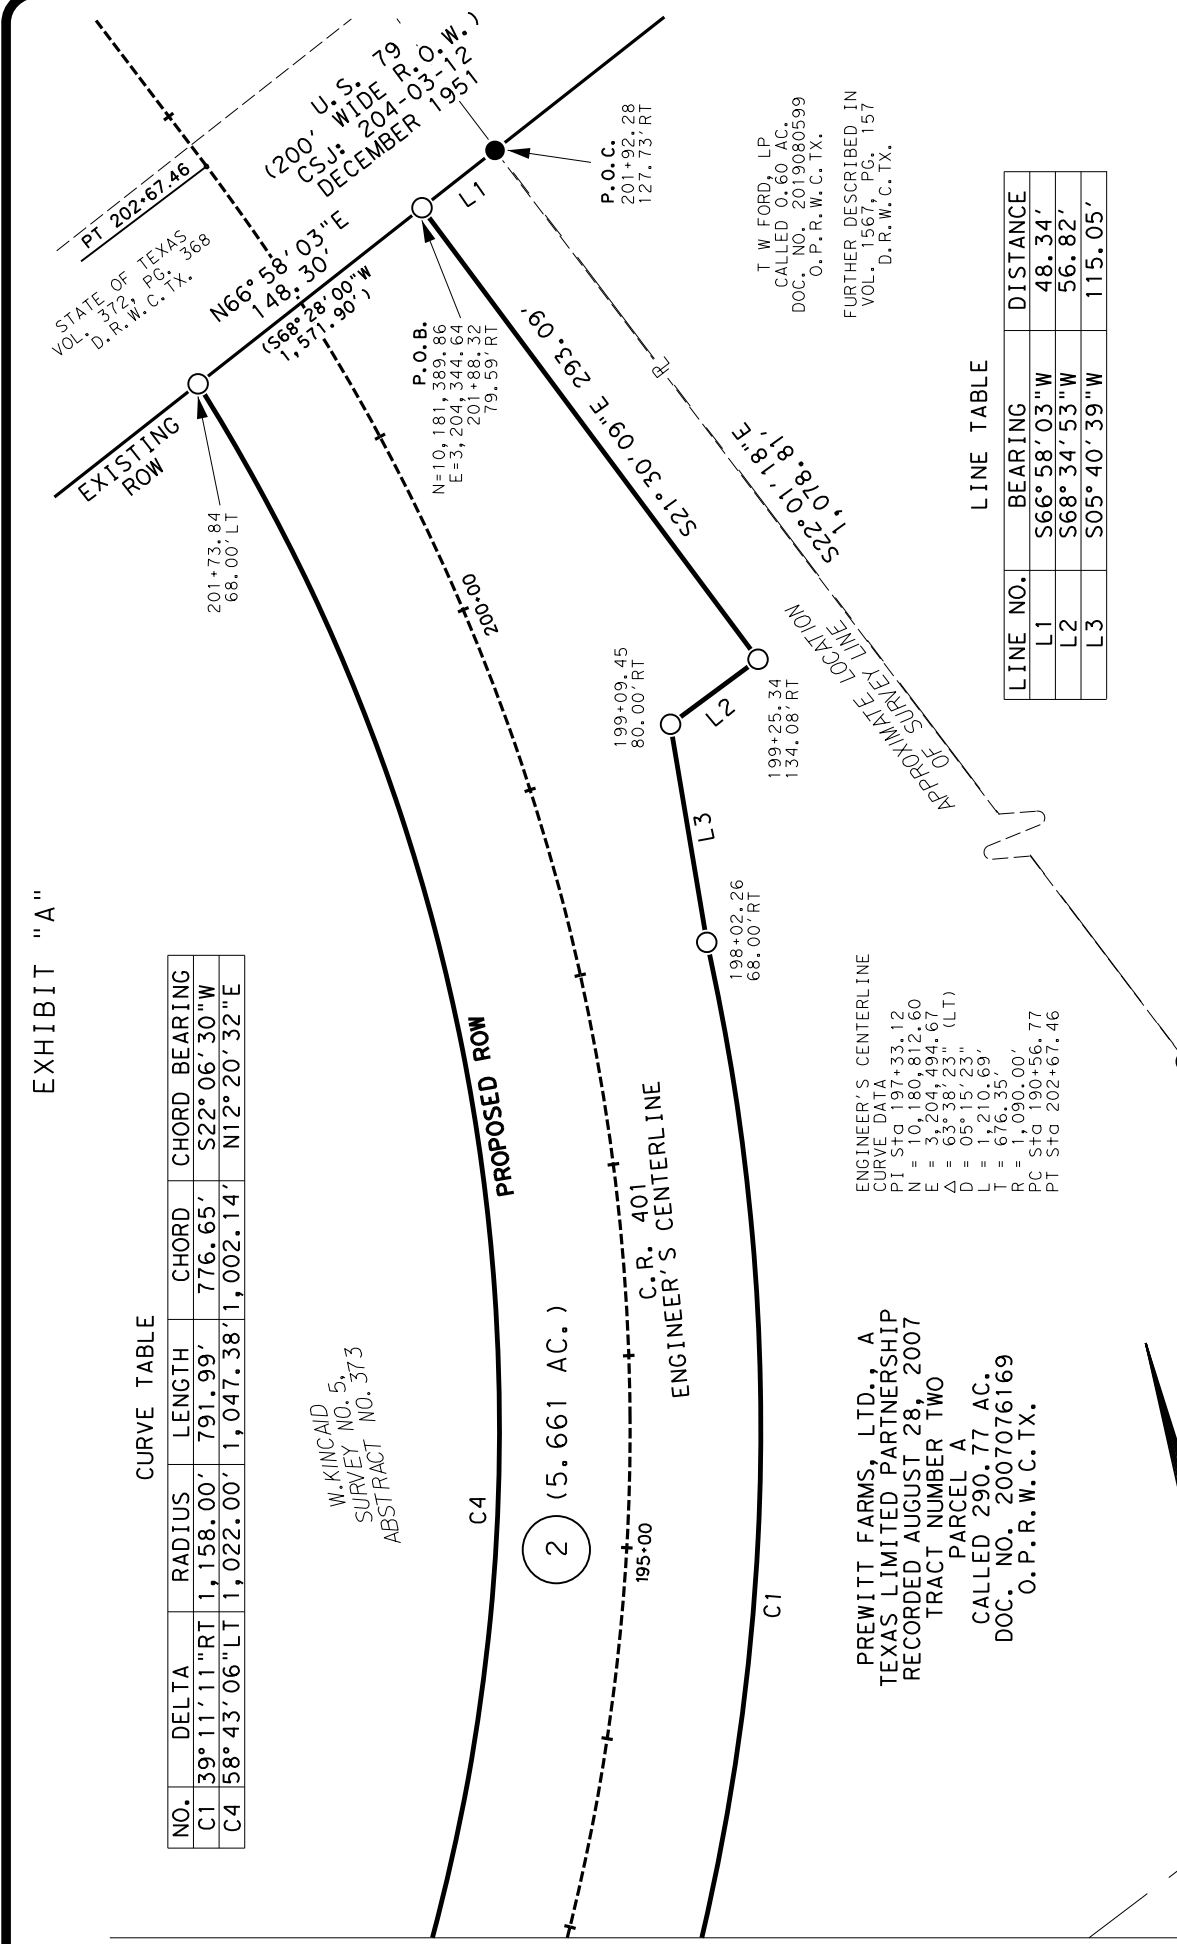 EXHIBIT "A"
CURVE TABLE
NO. DELTA RADIUS LENGTH CHORD CHORD BEARING
C1 39°11'11"RT 1,158.00' 791.99' 776.65' S22°06'30"W
C4 58°43'06"LT 1,022.00' 1,047.38' 1,002.14' N12°20'32"E
PT 202+67.46
STATE OF TEXAS
VOL. 372, PG. 368
D.R.W.C.TX.
U.S. 79
(200' WIDE R.O.W.)
CSJ: 204-03-12
DECEMBER 1951
N66°58'03"E
148.30'
(S68°28'00"W
1,571.90')
EXISTING
ROW
201+73.84
68.00'LT
P.O.B.
N=10,181,389.86
E=3,204,344.64
201+88.32
79.59'RT
L1
P.O.C.
201+92.28
127.73'RT
T W FORD, LP
CALLED 0.60 AC.
DOC. NO. 2019080599
O.P.R.W.C.TX.
FURTHER DESCRIBED IN
VOL. 1567, PG. 157
D.R.W.C.TX.
S21°30'09"E 293.09'
PL
S22°01'18"E
1,078.81'
200+00
199+09.45
80.00'RT
L2
199+25.34
134.08'RT
APPROXIMATE LOCATION
OF SURVEY LINE
L3
198+02.26
68.00'RT
LINE TABLE
LINE NO. BEARING DISTANCE
L1 S66°58'03"W 48.34'
L2 S68°34'53"W 56.82'
L3 S05°40'39"W 115.05'
W.KINCAID
SURVEY NO.5,
ABSTRACT NO.373
PROPOSED ROW
C4
2 (5.661 AC.)
C.R. 401
ENGINEER'S CENTERLINE
195+00
C1
ENGINEER'S CENTERLINE
CURVE DATA
PI Sta 197+33.12
N = 10,180,812.60
E = 3,204,494.67
Δ = 63°38'23" (LT)
D = 05°15'23"
L = 1,210.69'
T = 676.35'
R = 1,090.00'
PC Sta 190+56.77
PT Sta 202+67.46
PREWITT FARMS, LTD., A
TEXAS LIMITED PARTNERSHIP
RECORDED AUGUST 28, 2007
TRACT NUMBER TWO
PARCEL A
CALLED 290.77 AC.
DOC. NO. 2007076169
O.P.R.W.C.TX.